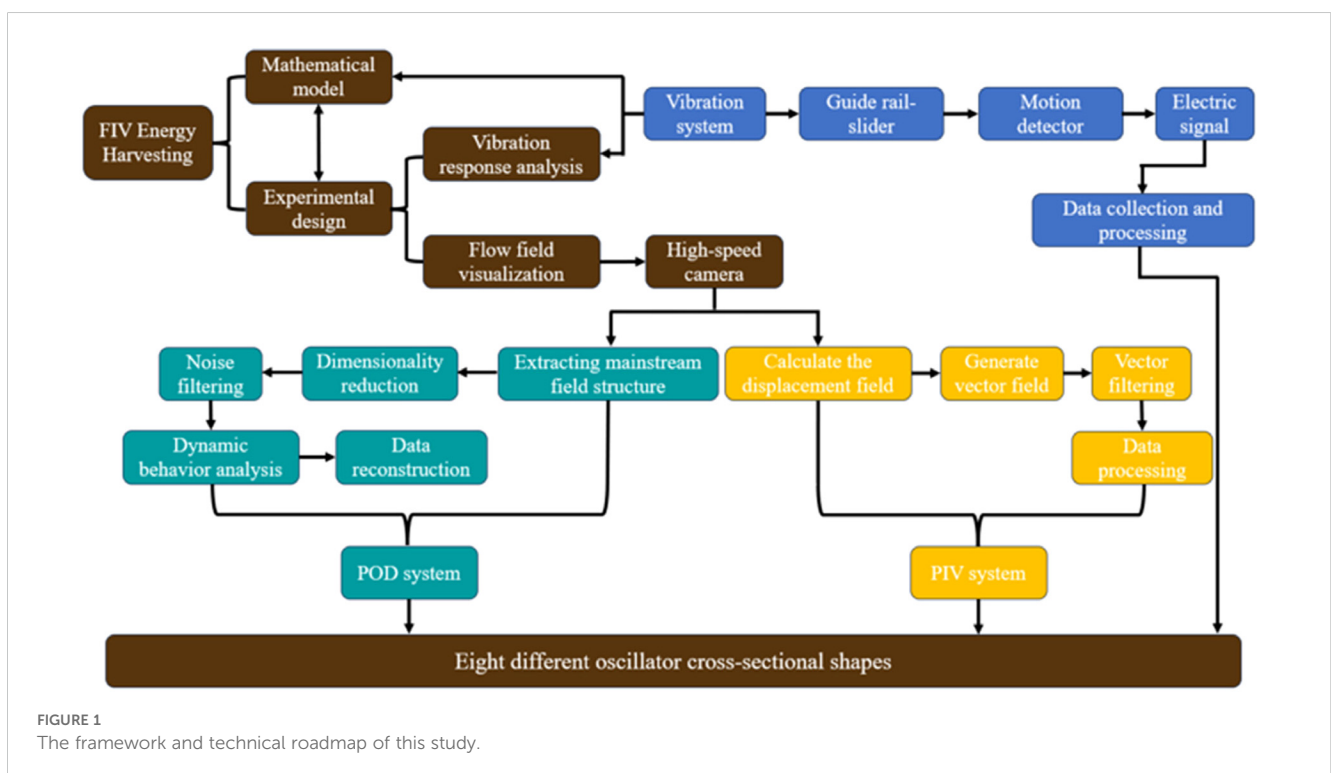 FIV Energy
Harvesting
Mathematical
model
Experimental
design
Vibration
response analysis
Flow field
visualization
High-speed
camera
Vibration
system
Guide rail-
slider
Motion
detector
Electric
signal
Data collection and
processing
Noise
filtering
Dimensionality
reduction
Extracting mainstream
field structure
Calculate the
displacement field
Generate
vector field
Vector
filtering
Dynamic
behavior analysis
Data
reconstruction
Data
processing
POD system
PIV system
Eight different oscillator cross-sectional shapes
FIGURE 1
The framework and technical roadmap of this study.